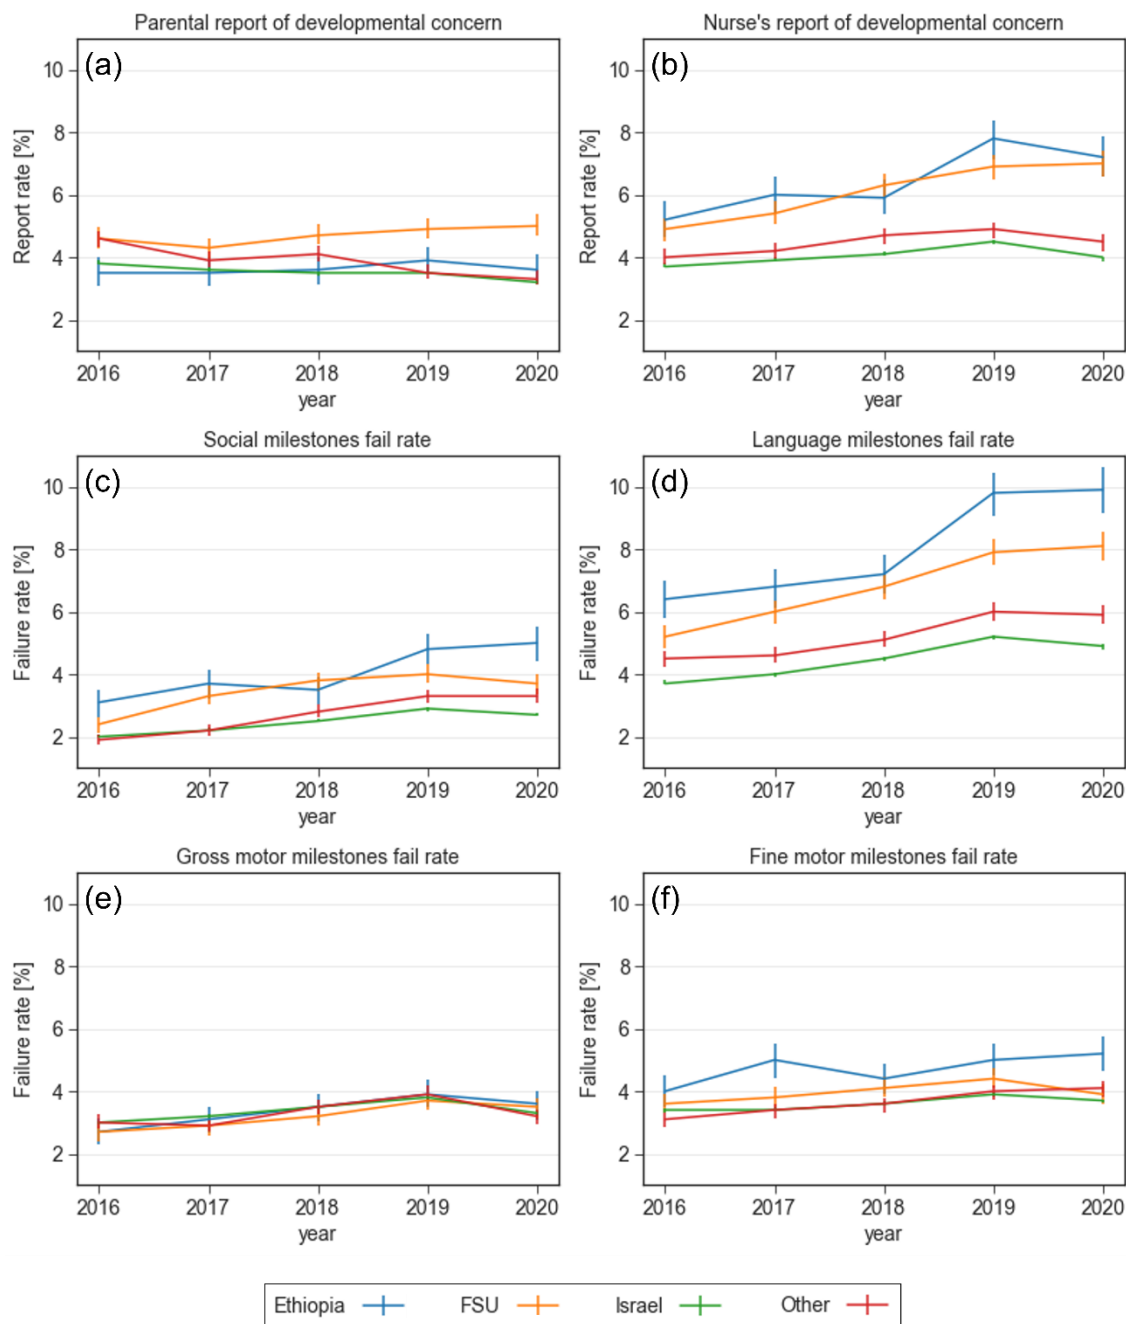 Parental report of developmental concern
(a)
10
8
6
4
2
Report rate [%]
2016 2017 2018 2019 2020
year
Nurse's report of developmental concern
(b)
10
8
6
4
2
Report rate [%]
2016 2017 2018 2019 2020
year
Social milestones fail rate
(c)
10
8
6
4
2
Failure rate [%]
2016 2017 2018 2019 2020
year
Language milestones fail rate
(d)
10
8
6
4
2
Failure rate [%]
2016 2017 2018 2019 2020
year
Gross motor milestones fail rate
(e)
10
8
6
4
2
Failure rate [%]
2016 2017 2018 2019 2020
year
Fine motor milestones fail rate
(f)
10
8
6
4
2
Failure rate [%]
2016 2017 2018 2019 2020
year
Ethiopia FSU Israel Other